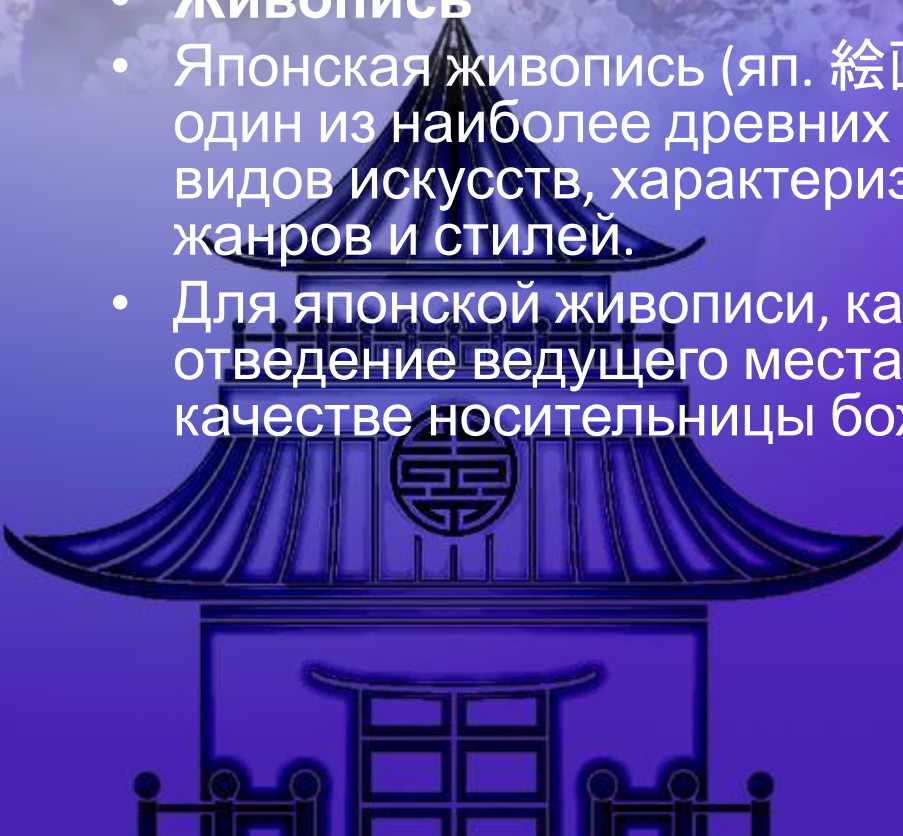 • Живопись
• Японская живопись (яп. 絵
один из наиболее древних
видов искусств, характериз
жанров и стилей.
• Для японской живописи, ка
отведение ведущего места
качестве носительницы бо